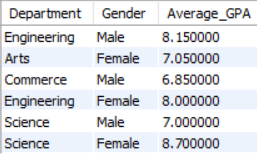 Department Gender Average_GPA
Engineering Male 8.150000
Arts Female 7.050000
Commerce Male 6.850000
Engineering Female 8.000000
Science Male 7.000000
Science Female 8.700000